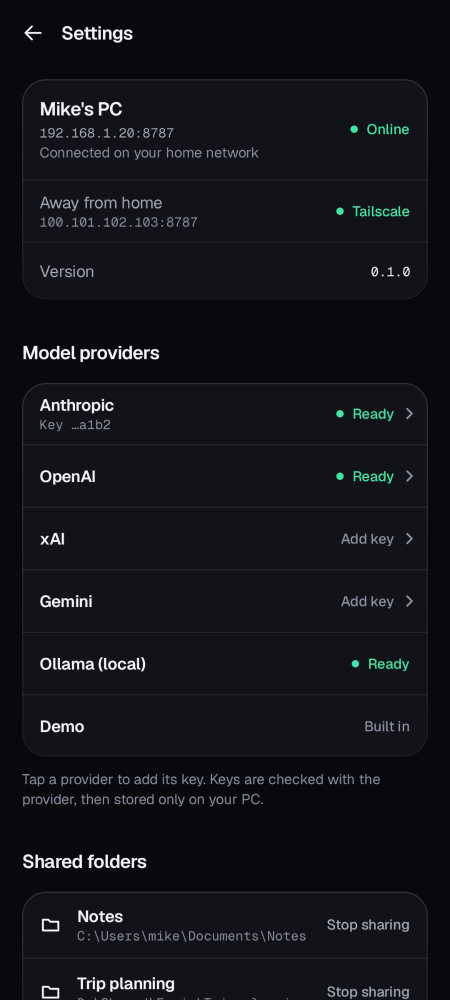 Settings
Mike's PC
192.168.1.20:8787
Online
Connected on your home network
Away from home
Tailscale
100.101.102.103:8787
Version 0.1.0
Model providers
Anthropic
Key …a1b2
Ready
OpenAI Ready
xAI Add key
Gemini Add key
Ollama (local) Ready
Demo Built in
Tap a provider to add its key. Keys are checked with the
provider, then stored only on your PC.
Shared folders
Notes
C:\Users\mike\Documents\Notes
Stop sharing
Trip planning
Stop sharing